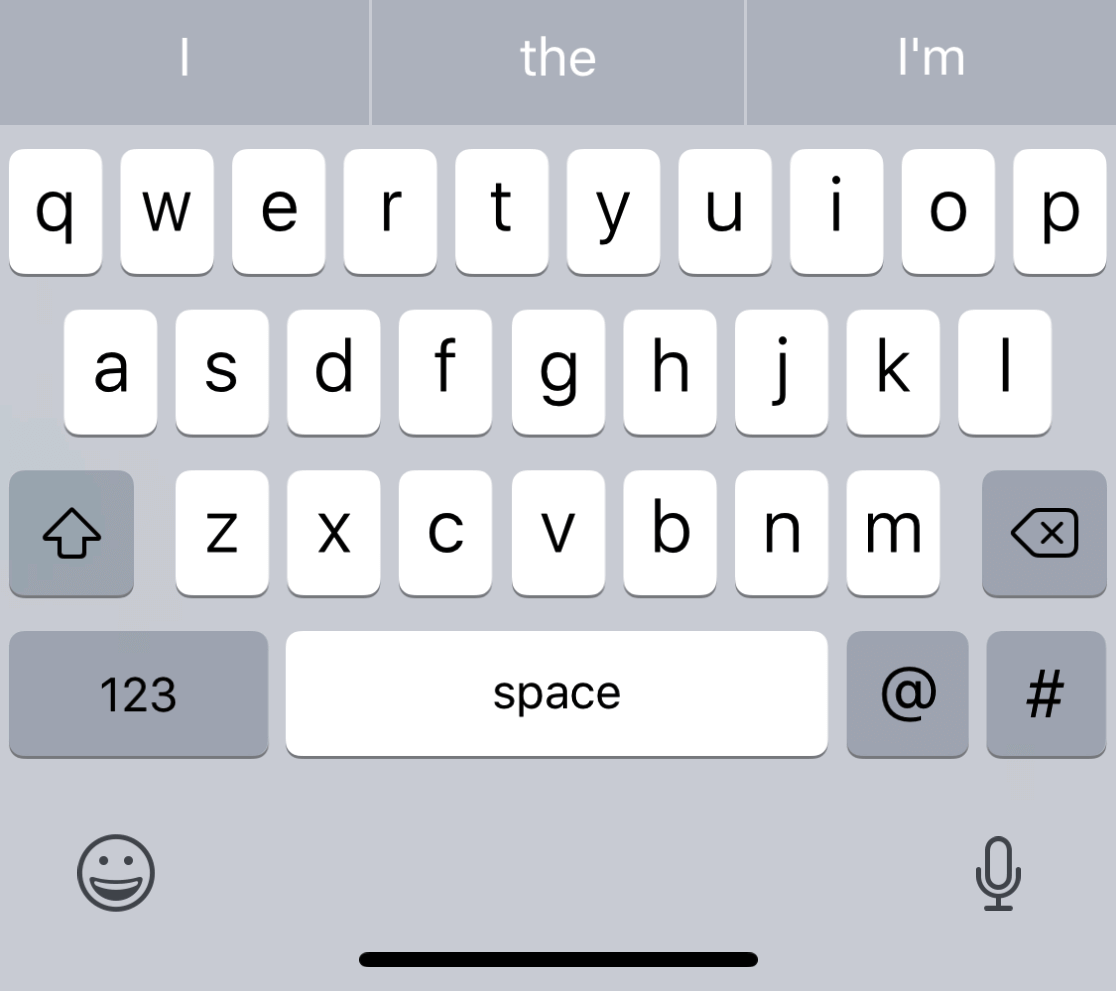 I the I'm
q w e r t y u i o p
a s d f g h j k l
z x c v b n m
123 space @ #